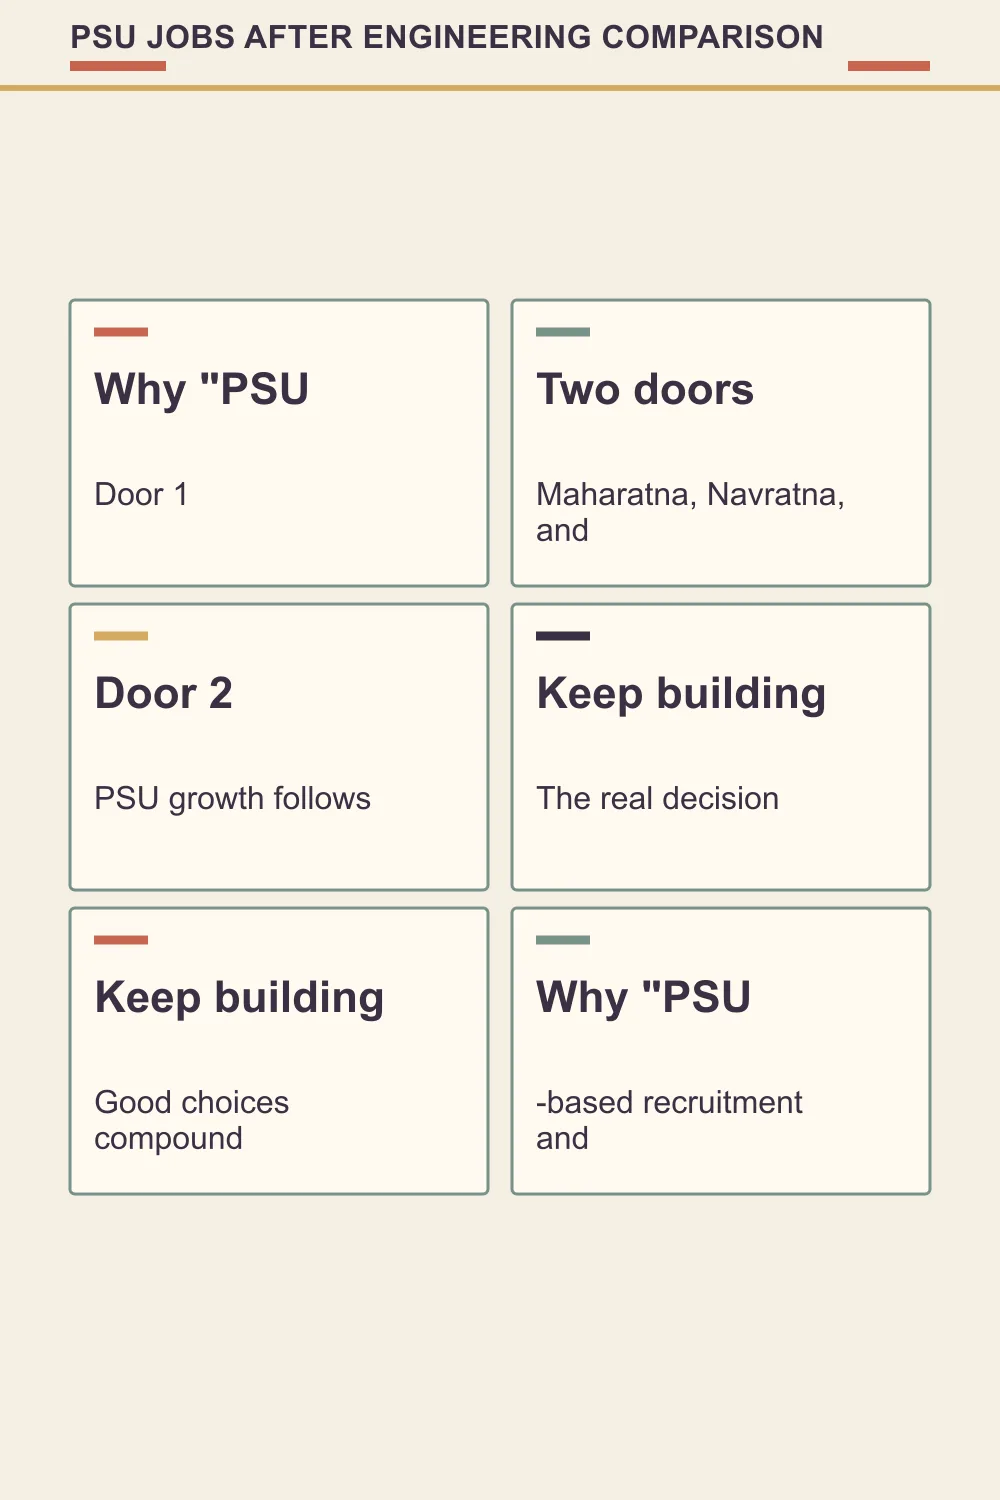 PSU JOBS AFTER ENGINEERING COMPARISON
Why "PSU
Door 1
Two doors
Maharatna, Navratna,
and
Door 2
PSU growth follows
Keep building
The real decision
Keep building
Good choices
compound
Why "PSU
-based recruitment
and